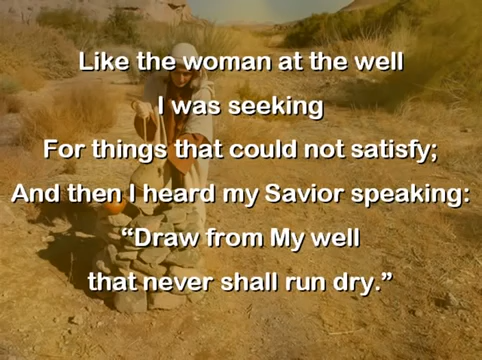 Like the woman at the well
I was seeking
For things that could not satisfy;
And then I heard my Savior speaking:
“Draw from My well
that never shall run dry.”